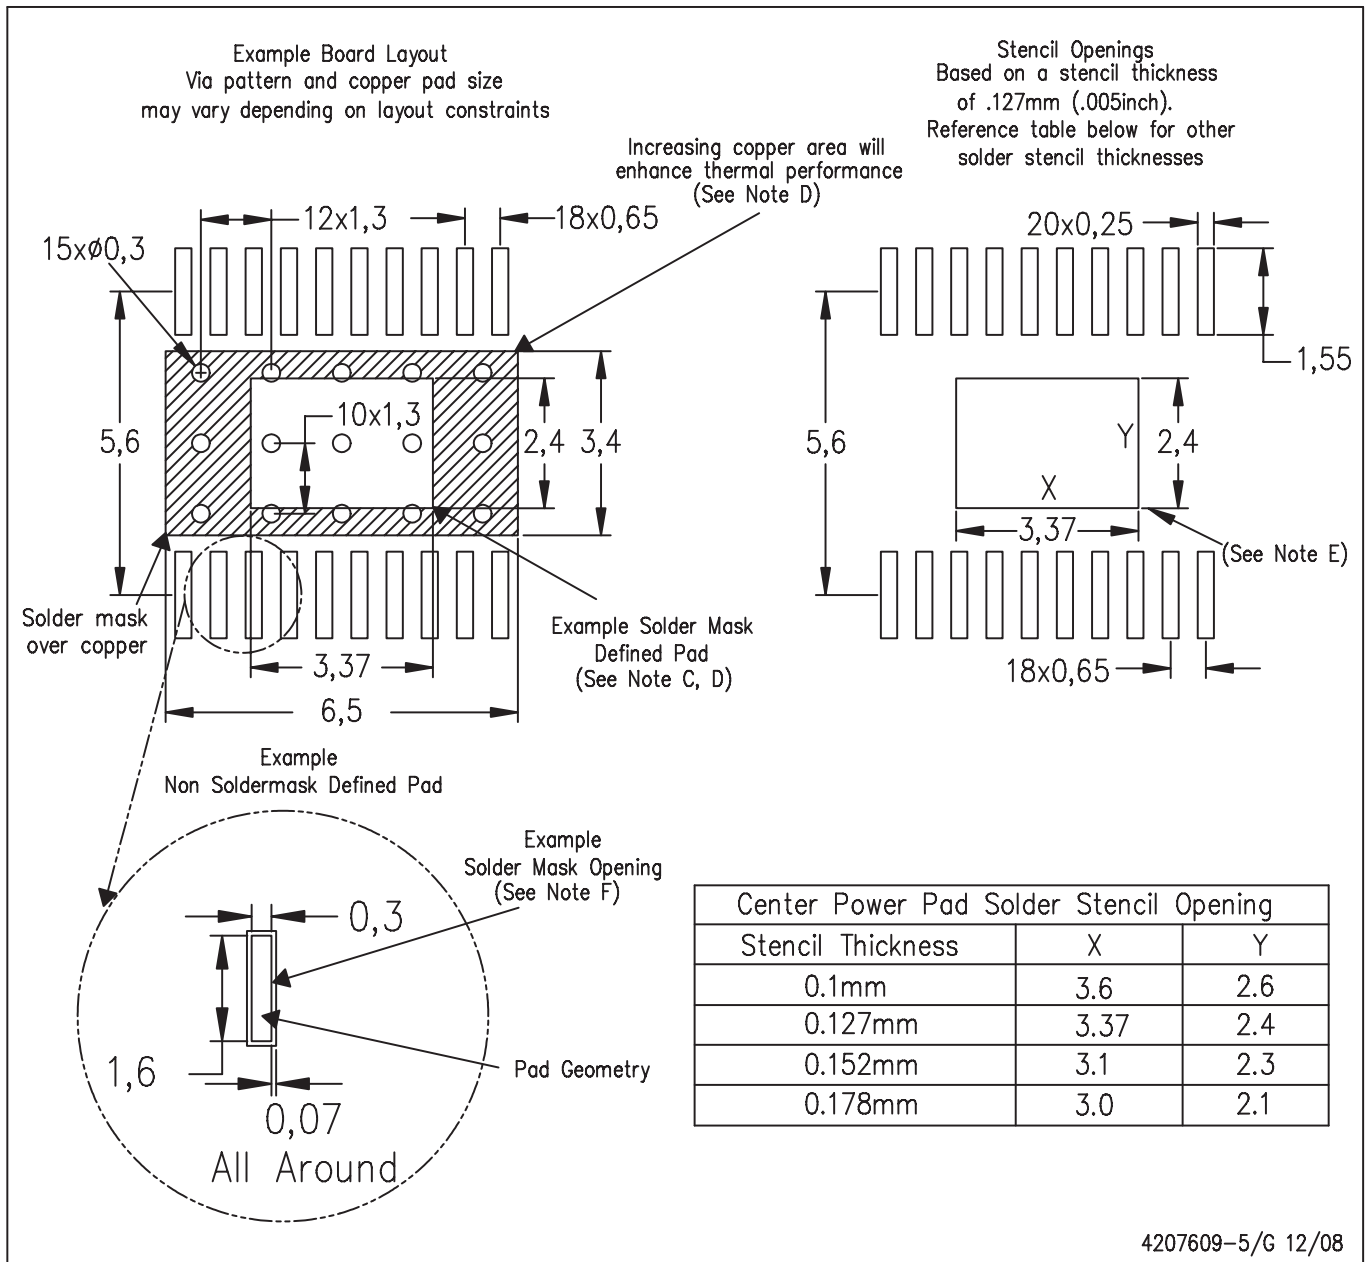 Example Board Layout
Via pattern and copper pad size
may vary depending on layout constraints
Stencil Openings
Based on a stencil thickness
of .127mm (.005inch).
Reference table below for other
solder stencil thicknesses
Increasing copper area will
enhance thermal performance
(See Note D)
12x1,3
18x0,65
15xø0,3
5,6
10x1,3
2,4
3,4
Solder mask
over copper
3,37
6,5
Example Solder Mask
Defined Pad
(See Note C, D)
20x0,25
1,55
5,6
Y
2,4
X
3,37
(See Note E)
18x0,65
Example
Non Soldermask Defined Pad
Example
Solder Mask Opening
(See Note F)
0,3
1,6
Pad Geometry
0,07
All Around
Center Power Pad Solder Stencil Opening
Stencil Thickness X Y
0.1mm 3.6 2.6
0.127mm 3.37 2.4
0.152mm 3.1 2.3
0.178mm 3.0 2.1
4207609-5/G 12/08